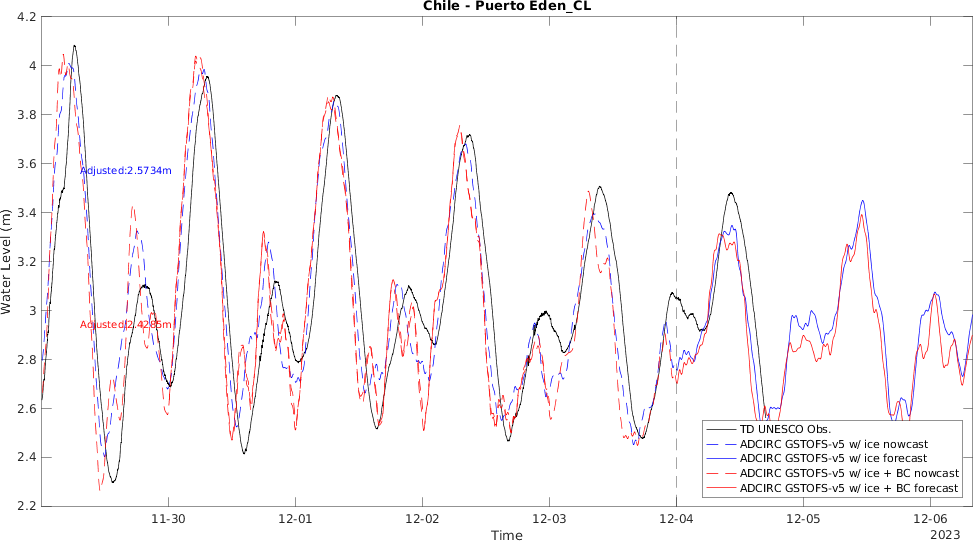 Chile - Puerto Eden_CL
4.2
4
3.8
3.6
3.4
3.2
3
2.8
2.6
2.4
2.2
Water Level (m)
Adjusted:2.5734m
Adjusted:2.4285m
TD UNESCO Obs.
ADCIRC GSTOFS-v5 w/ ice nowcast
ADCIRC GSTOFS-v5 w/ ice forecast
ADCIRC GSTOFS-v5 w/ ice + BC nowcast
ADCIRC GSTOFS-v5 w/ ice + BC forecast
11-30 12-01 12-02 12-03 12-04 12-05 12-06
Time
2023